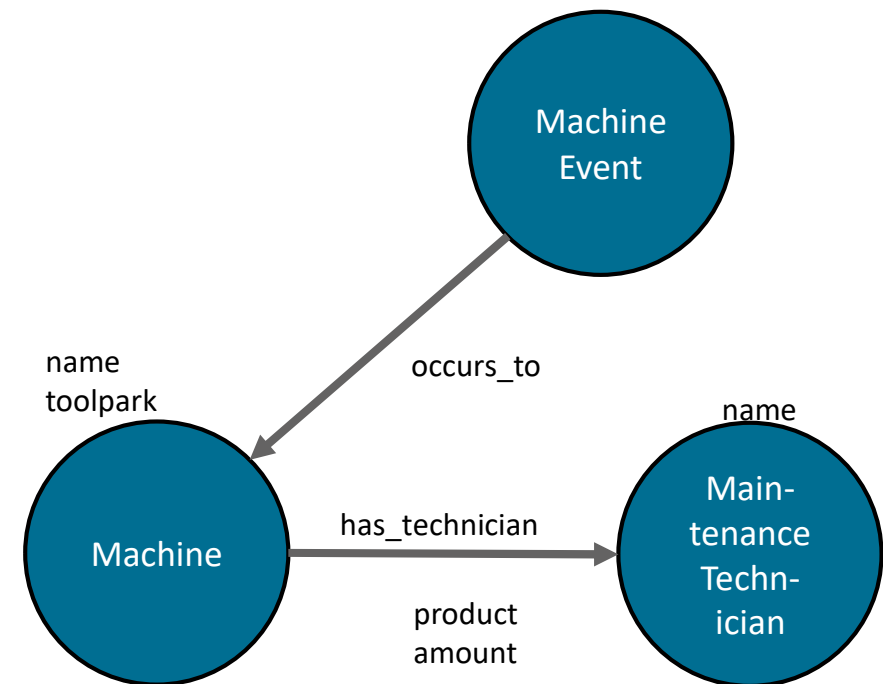 Machine
Event
occurs_to
name
toolpark
name
Machine
has_technician
Main-
tenance
Techn-
ician
product
amount